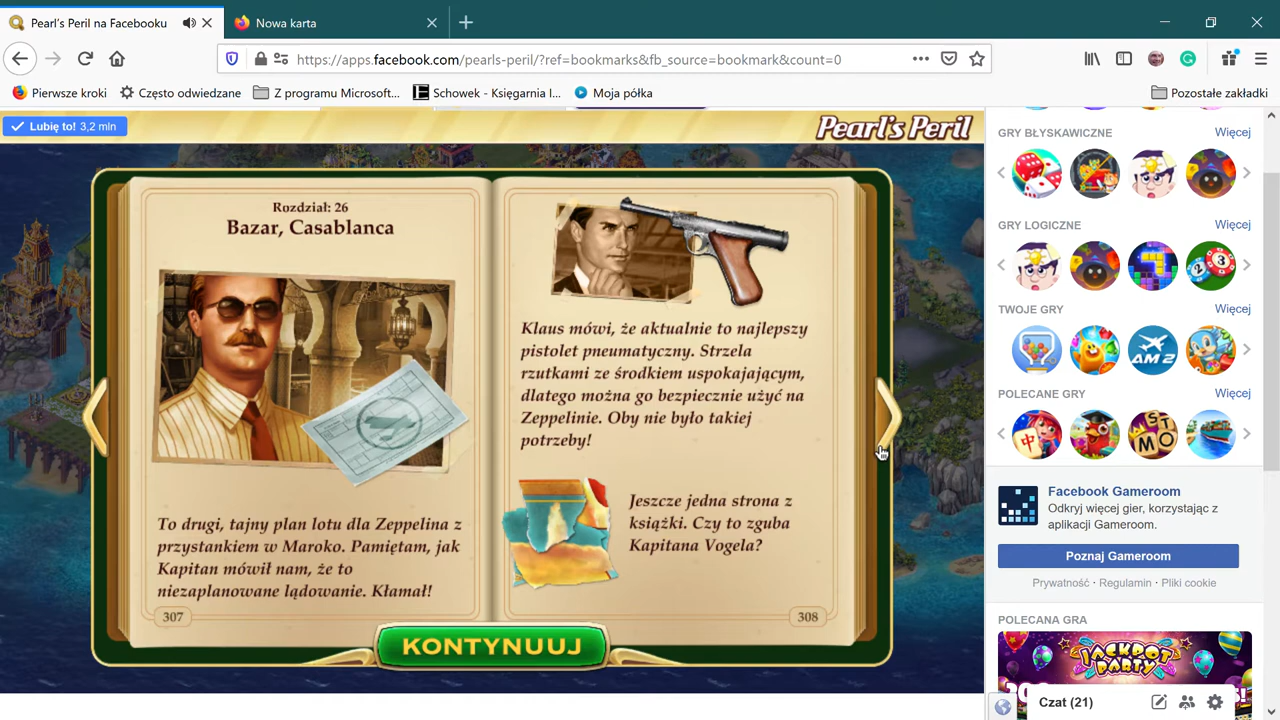 Pearl's Peril na Facebooku
Nowa karta
https://apps.facebook.com/pearls-peril/?ref=bookmarks&fb_source=bookmark&count=0
Pierwsze kroki
Często odwiedzane
Z programu Microsoft...
Schowek - Księgarnia I...
Moja półka
Pozostałe zakładki
Lubię to! 3,2 mln
Pearl's Peril
Rozdział: 26
Bazar, Casablanca
To drugi, tajny plan lotu dla Zeppelina z
przystankiem w Maroko. Pamiętam, jak
Kapitan mówił nam, że to
niezaplanowane lądowanie. Kłamał!
307
Klaus mówi, że aktualnie to najlepszy
pistolet pneumatyczny. Strzela
rzutkami ze środkiem uspokajającym,
dlatego można go bezpiecznie użyć na
Zeppelinie. Oby nie było takiej
potrzeby!
Jeszcze jedna strona z
książki. Czy to zguba
Kapitana Vogela?
308
KONTYNUUJ
GRY BŁYSKAWICZNE
Więcej
GRY LOGICZNE
Więcej
2
3
TWOJE GRY
Więcej
AM2
POLECANE GRY
Więcej
中
STMO
Facebook Gameroom
Odkryj więcej gier, korzystając z
aplikacji Gameroom.
Poznaj Gameroom
Prywatność · Regulamin · Pliki cookie
POLECANA GRA
JACKPOT
PARTY
Czat (21)